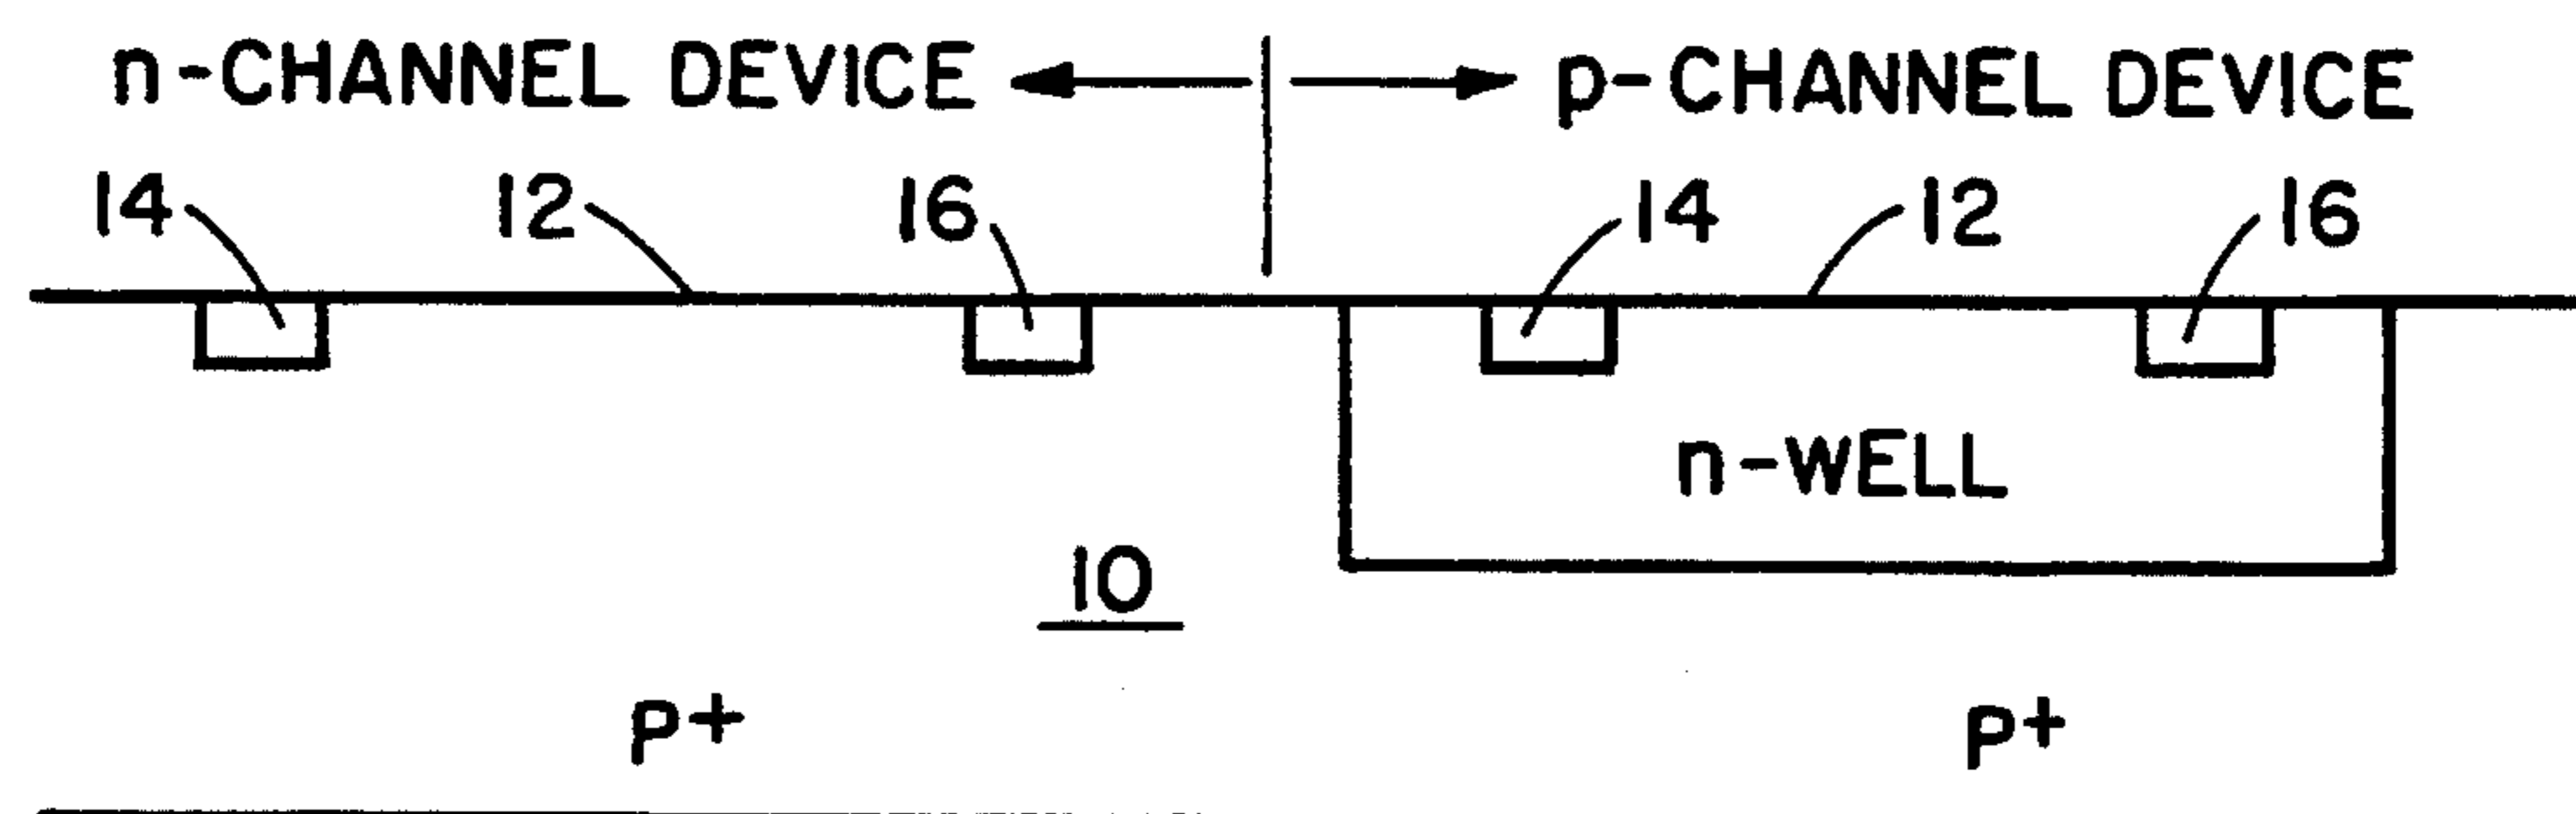 n-CHANNEL DEVICE p-CHANNEL DEVICE
14 12 16 14 12 16
n-WELL
10
p+ p+